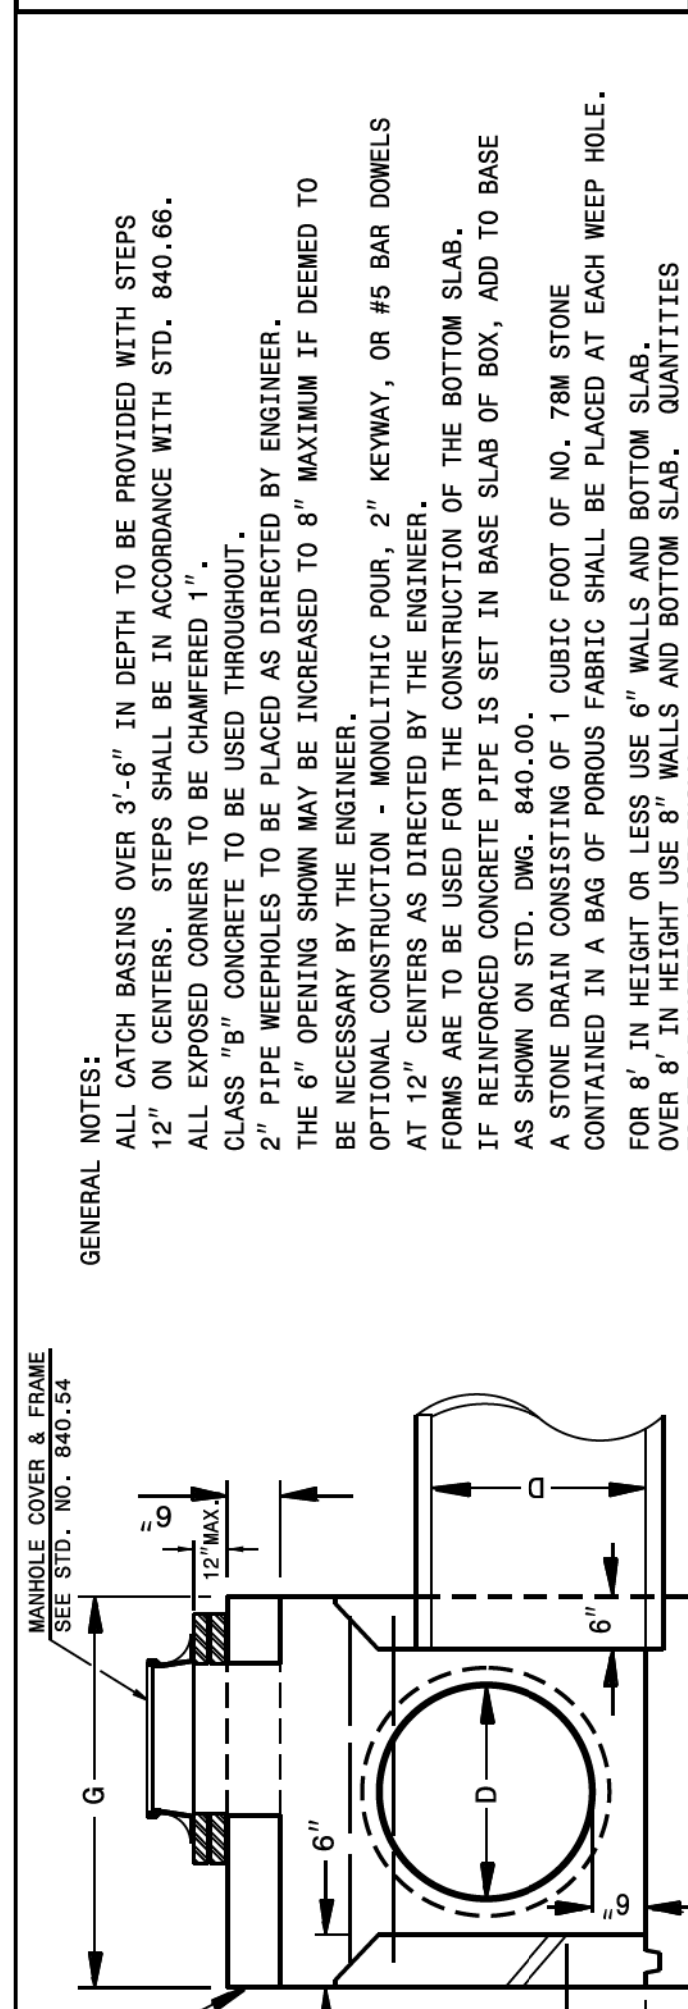 GENERAL NOTES:
ALL CATCH BASINS OVER 3'-6" IN DEPTH TO BE PROVIDED WITH STEPS
12" ON CENTERS. STEPS SHALL BE IN ACCORDANCE WITH STD. 840.66.
ALL EXPOSED CORNERS TO BE CHAMFERED 1".
CLASS "B" CONCRETE TO BE USED THROUGHOUT.
2" PIPE WEEPHOLES TO BE PLACED AS DIRECTED BY ENGINEER.
THE 6" OPENING SHOWN MAY BE INCREASED TO 8" MAXIMUM IF DEEMED TO
BE NECESSARY BY THE ENGINEER.
OPTIONAL CONSTRUCTION - MONOLITHIC POUR, 2" KEYWAY, OR #5 BAR DOWELS
AT 12" CENTERS AS DIRECTED BY THE ENGINEER.
FORMS ARE TO BE USED FOR THE CONSTRUCTION OF THE BOTTOM SLAB.
IF REINFORCED CONCRETE PIPE IS SET IN BASE SLAB OF BOX, ADD TO BASE
AS SHOWN ON STD. DWG. 840.00.
A STONE DRAIN CONSISTING OF 1 CUBIC FOOT OF NO. 78M STONE
CONTAINED IN A BAG OF POROUS FABRIC SHALL BE PLACED AT EACH WEEP HOLE.
FOR 8' IN HEIGHT OR LESS USE 6" WALLS AND BOTTOM SLAB.
OVER 8' IN HEIGHT USE 8" WALLS AND BOTTOM SLAB. QUANTITIES
MANHOLE COVER & FRAME
SEE STD. NO. 840.54
G
6"
12"MAX.
D
6"
6"
D
6"